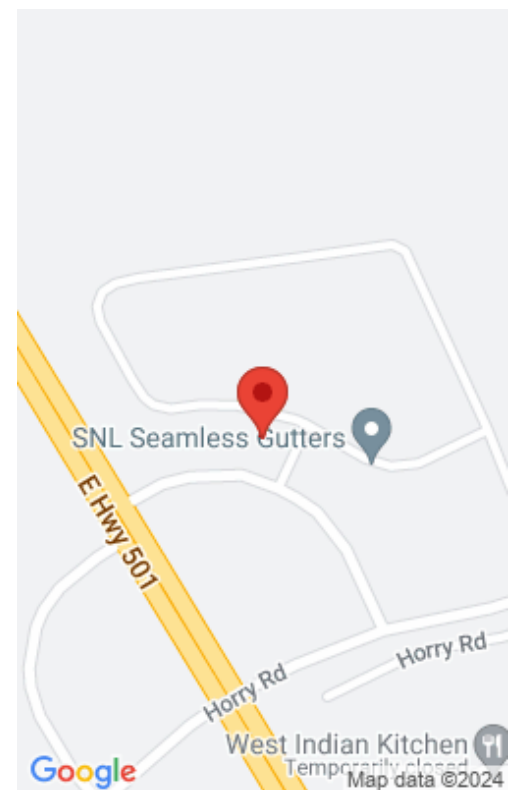 SNL Seamless Gutters
E Hwy 501
Horry Rd
Horry Rd
West Indian Kitchen
Temporarily closed
Google
Map data ©2024